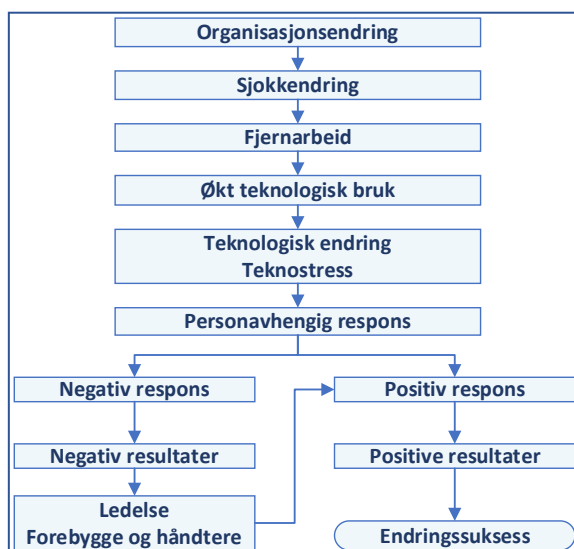 Organisasjonsendring
Sjokkendring
Fjernarbeid
Økt teknologisk bruk
Teknologisk endring
Teknostress
Personavhengig respons
Negativ respons
Positiv respons
Negativ resultater
Positive resultater
Ledelse
Forebygge og håndtere
Endringssuksess